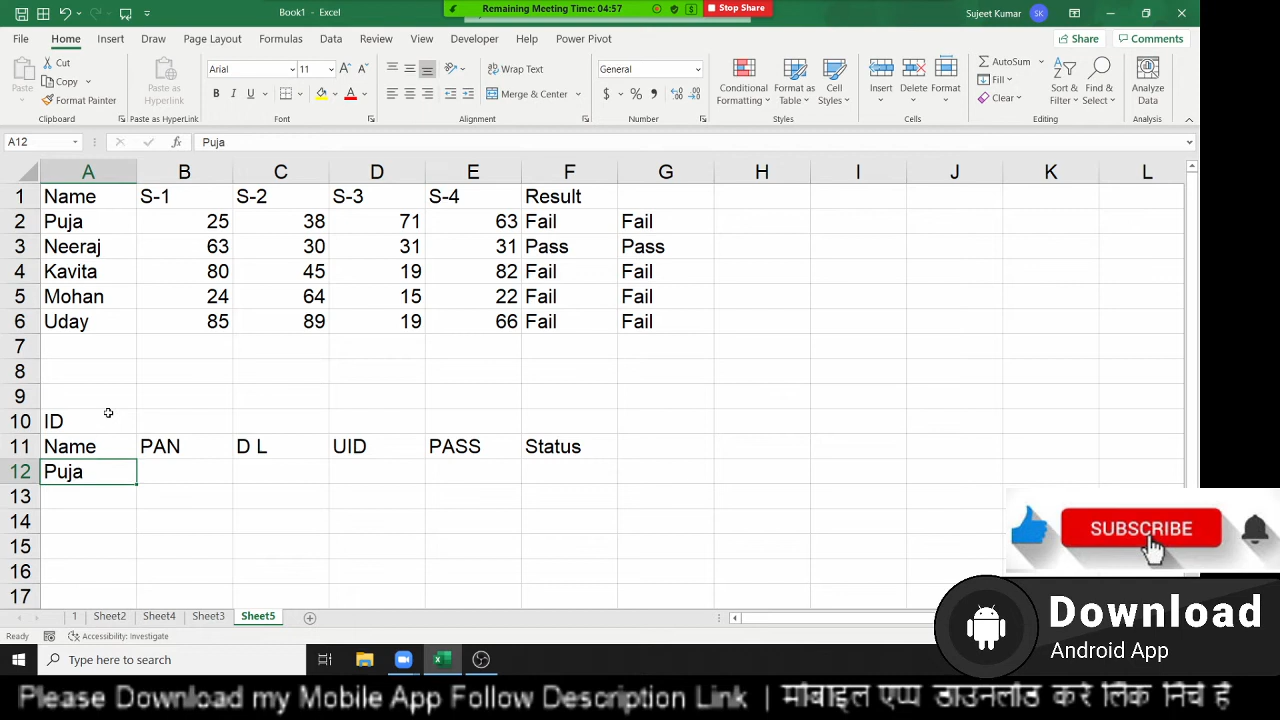 Book1 - Excel
Remaining Meeting Time: 04:57
Stop Share
Sujeet Kumar
SK
File Home Insert Draw Page Layout Formulas Data Review View Developer Help Power Pivot
Share Comments
Cut
Copy
Format Painter
Paste
Clipboard
Paste as Hyperlink
Paste as Hyperlink
Arial 11
B I U
Font
Wrap Text
Merge & Center
Alignment
General
$ %
Number
Conditional Formatting
Format as Table
Cell Styles
Styles
Insert Delete Format
Cells
AutoSum
Fill
Clear
Sort & Filter
Find & Select
Editing
Analyze Data
Analysis
A12 fx Puja
A B C D E F G H I J K L
1 Name S-1 S-2 S-3 S-4 Result
2 Puja 25 38 71 63 Fail Fail
3 Neeraj 63 30 31 31 Pass Pass
4 Kavita 80 45 19 82 Fail Fail
5 Mohan 24 64 15 22 Fail Fail
6 Uday 85 89 19 66 Fail Fail
7
8
9
10 ID
11 Name PAN D L UID PASS Status
12 Puja
13
14
15
16
17
SUBSCRIBE
Download
Android App
1 Sheet2 Sheet4 Sheet3 Sheet5
Ready Accessibility: Investigate
Type here to search
Please Download my Mobile App Follow Description Link | मोबाइल एप्प डाउनलोड करे लिंक निचे है